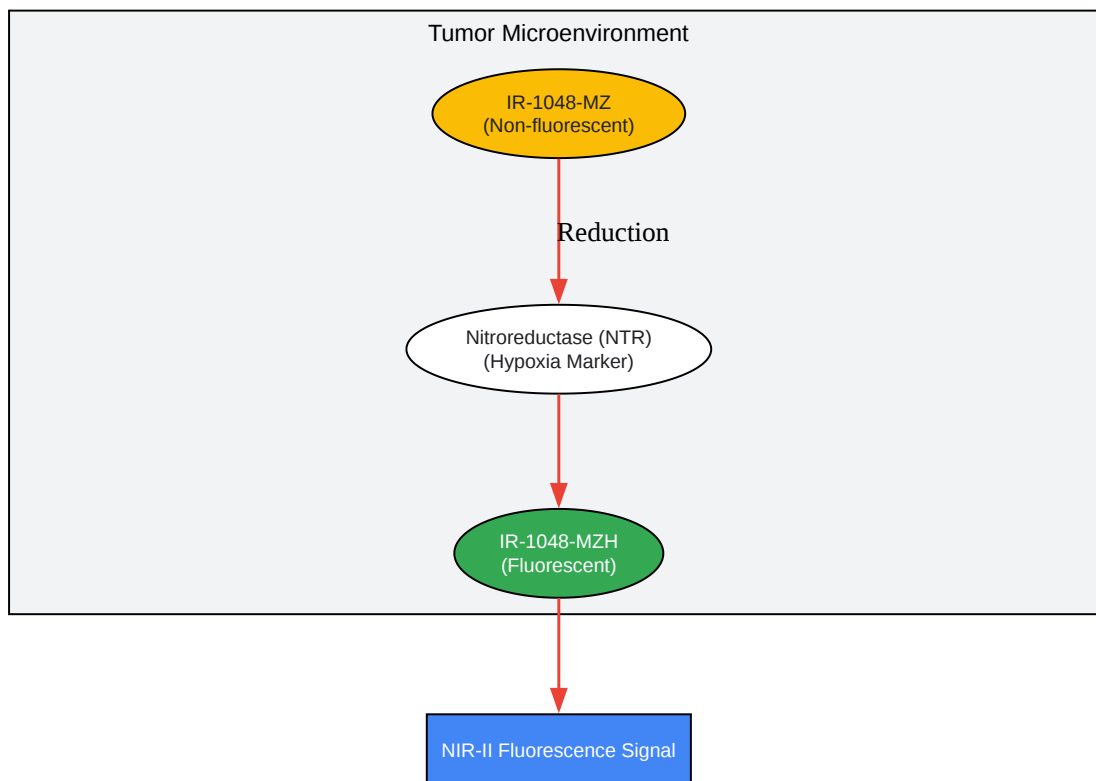 Tumor Microenvironment
IR-1048-MZ
(Non-fluorescent)
Reduction
Nitroreductase (NTR)
(Hypoxia Marker)
IR-1048-MZH
(Fluorescent)
NIR-II Fluorescence Signal